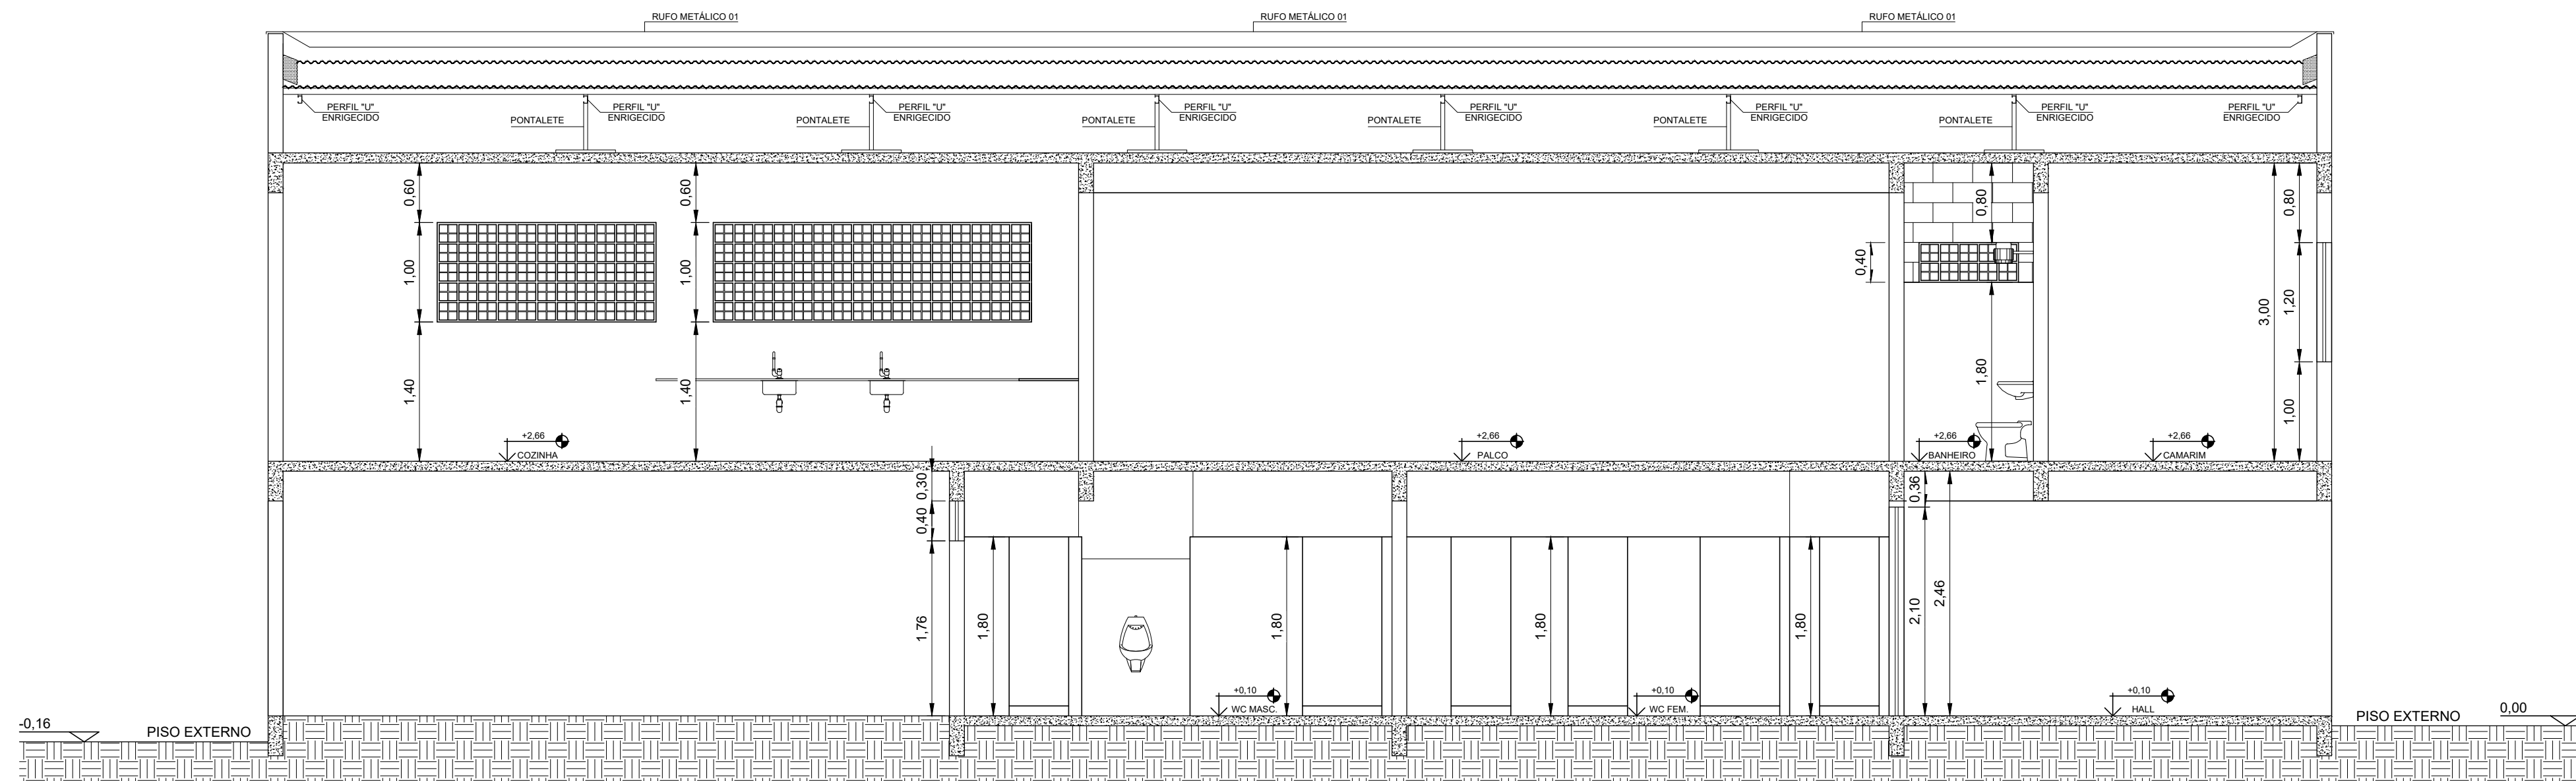 RUFO METÁLICO 01
RUFO METÁLICO 01
RUFO METÁLICO 01
PERFIL "U"
ENRIGECIDO
PONTALETE
PERFIL "U"
ENRIGECIDO
PONTALETE
PERFIL "U"
ENRIGECIDO
PONTALETE
PERFIL "U"
ENRIGECIDO
PONTALETE
PERFIL "U"
ENRIGECIDO
PONTALETE
PERFIL "U"
ENRIGECIDO
PONTALETE
PERFIL "U"
ENRIGECIDO
PERFIL "U"
ENRIGECIDO
0,60
1,00
1,40
0,60
1,00
1,40
0,40
0,80
1,80
3,00
0,80
1,20
1,00
+2,66
COZINHA
+2,66
PALCO
+2,66
BANHEIRO
+2,66
CAMARIM
0,30
0,40
1,76
1,80
1,80
1,80
1,80
0,36
2,10
2,46
+0,10
WC MASC.
+0,10
WC FEM.
+0,10
HALL
-0,16
PISO EXTERNO
PISO EXTERNO
0,00